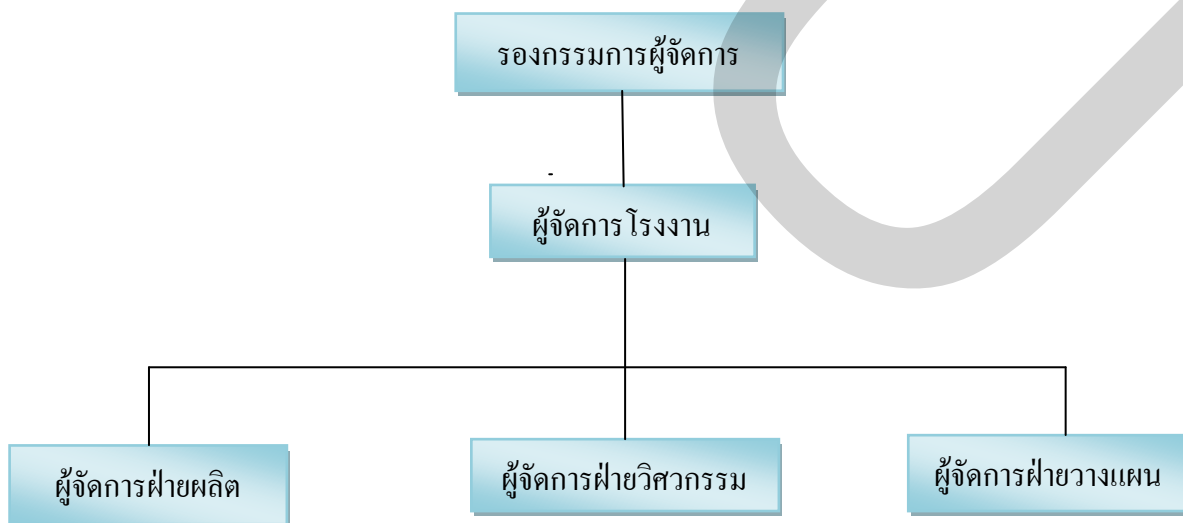 รองกรรมการผู้จัดการ
ผู้จัดการโรงงาน
ผู้จัดการฝ่ายผลิต
ผู้จัดการฝ่ายวิศวกรรม
ผู้จัดการฝ่ายวางแผน